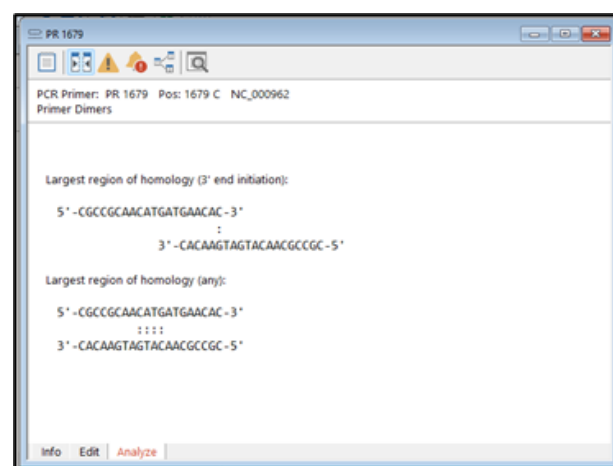 PR 1679
PCR Primer: PR 1679 Pos: 1679 C NC_000962
Primer Dimers
Largest region of homology (3' end initiation):
5'-CGCCGCAACATGATGAACAC-3'
:
3'-CACAAGTAGTACAACGCCGC-5'
Largest region of homology (any):
5'-CGCCGCAACATGATGAACAC-3'
::::
3'-CACAAGTAGTACAACGCCGC-5'
Info Edit Analyze